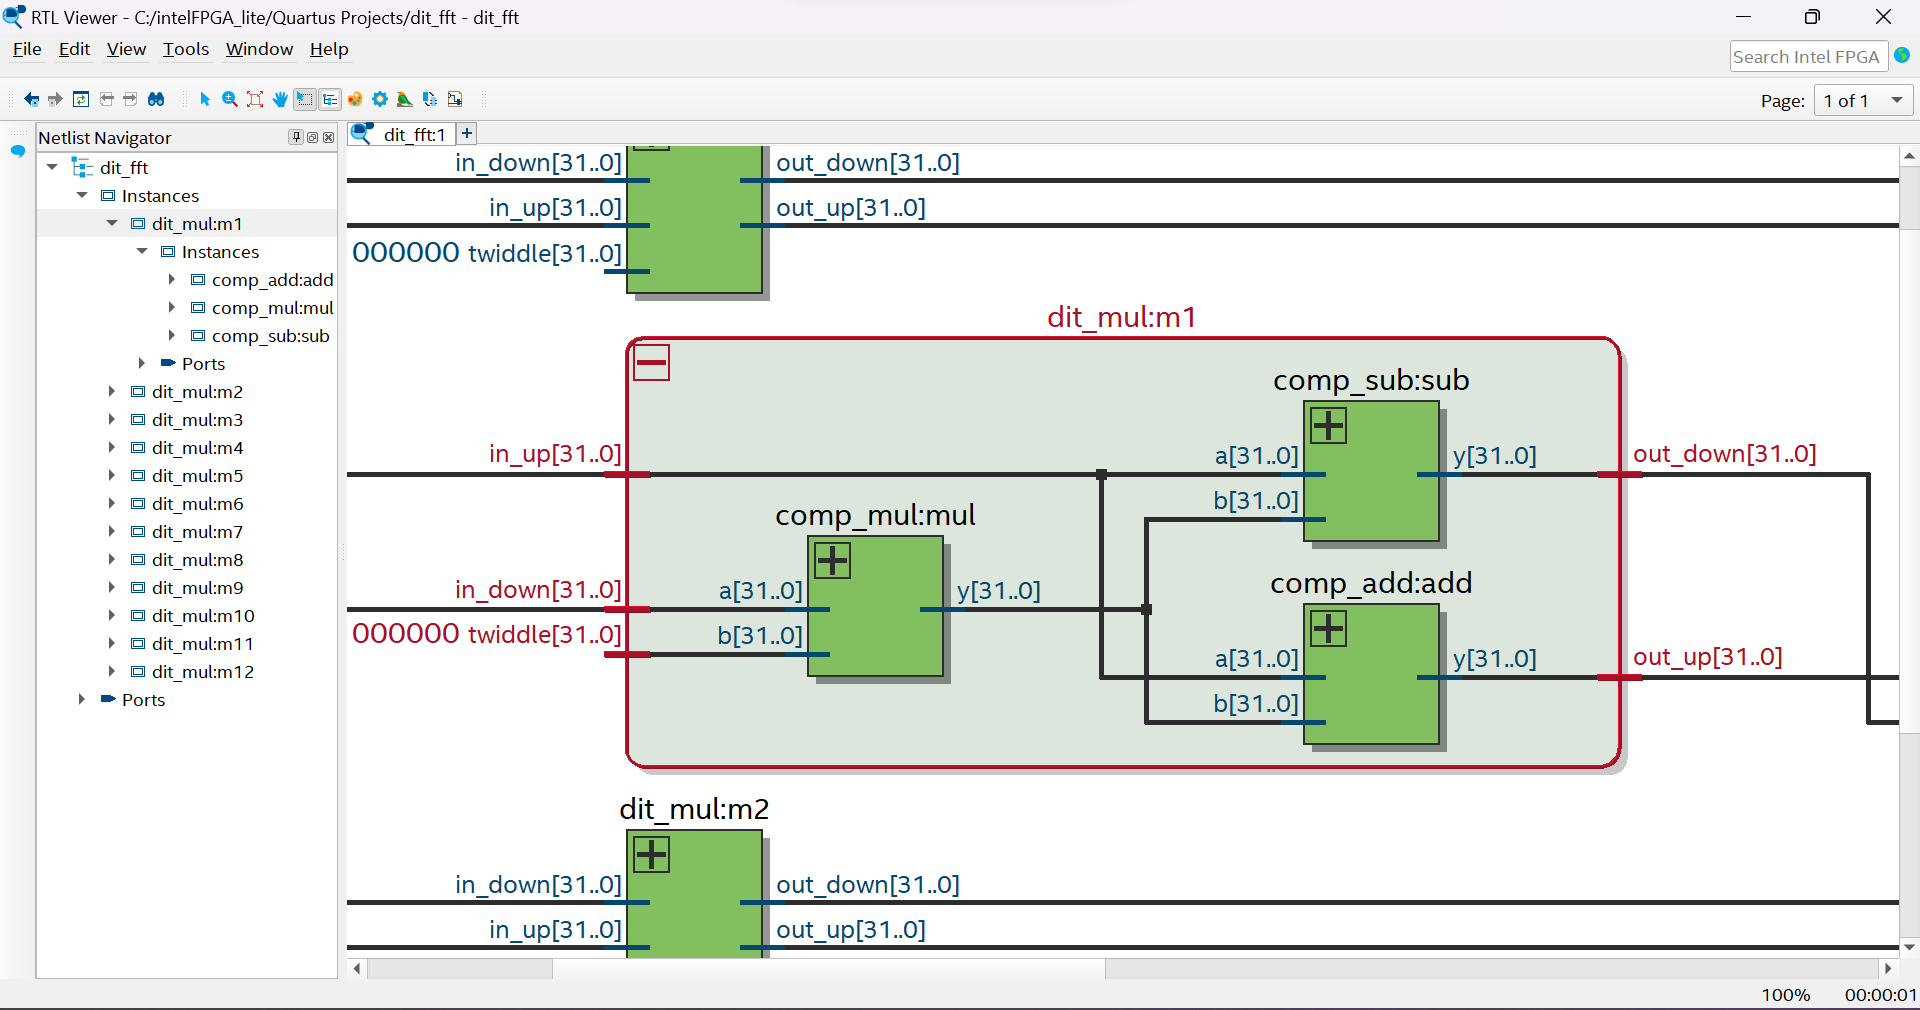 RTL Viewer - C:/intelFPGA_lite/Quartus Projects/dit_fft - dit_fft
File Edit View Tools Window Help
Search Intel FPGA
Page: 1 of 1
Netlist Navigator
dit_fft
Instances
dit_mul:m1
Instances
comp_add:add
comp_mul:mul
comp_sub:sub
Ports
dit_mul:m2
dit_mul:m3
dit_mul:m4
dit_mul:m5
dit_mul:m6
dit_mul:m7
dit_mul:m8
dit_mul:m9
dit_mul:m10
dit_mul:m11
dit_mul:m12
Ports
dit_fft:1 +
in_down[31..0] out_down[31..0]
in_up[31..0] out_up[31..0]
000000 twiddle[31..0]
dit_mul:m1
comp_sub:sub
in_up[31..0] a[31..0] y[31..0] out_down[31..0]
b[31..0]
comp_mul:mul
comp_add:add
in_down[31..0] a[31..0] y[31..0]
000000 twiddle[31..0] b[31..0]
a[31..0] y[31..0] out_up[31..0]
b[31..0]
dit_mul:m2
in_down[31..0] out_down[31..0]
in_up[31..0] out_up[31..0]
100% 00:00:01